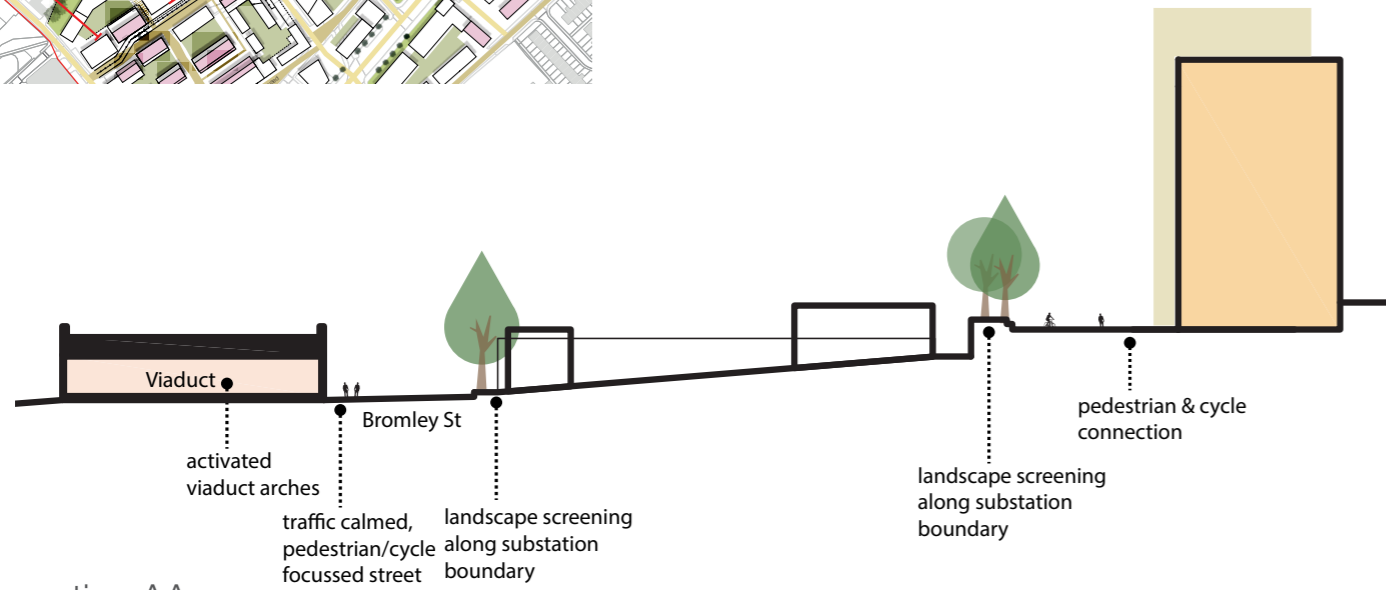 Viaduct
Bromley St
activated
viaduct arches
traffic calmed,
pedestrian/cycle
focussed street
landscape screening
along substation
boundary
landscape screening
along substation
boundary
pedestrian & cycle
connection